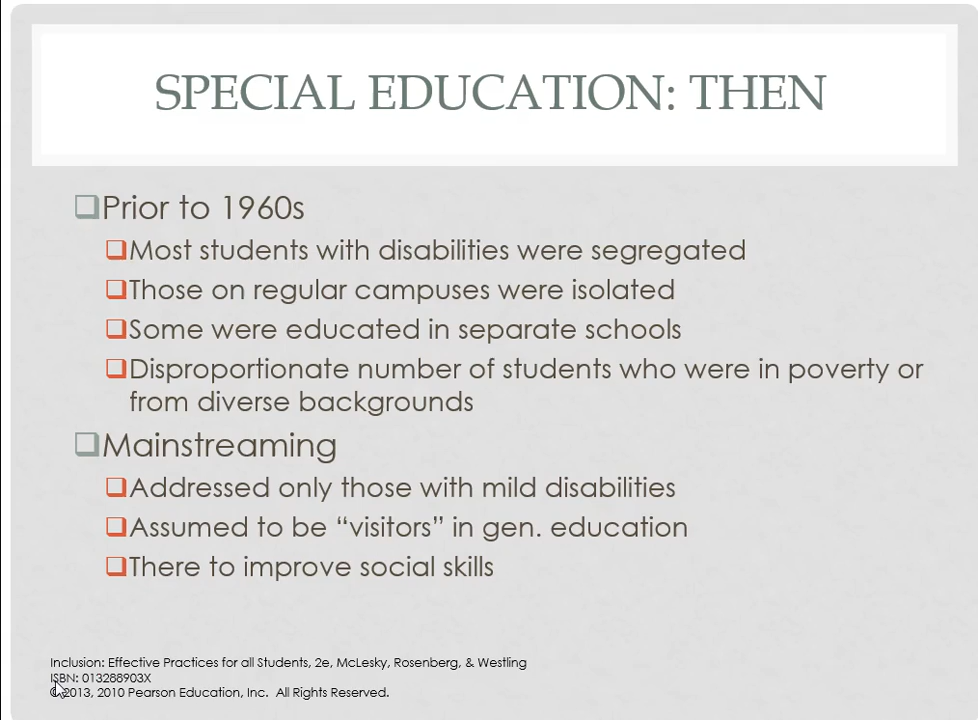 SPECIAL EDUCATION: THEN
Prior to 1960s
Most students with disabilities were segregated
Those on regular campuses were isolated
Some were educated in separate schools
Disproportionate number of students who were in poverty or
from diverse backgrounds
Mainstreaming
Addressed only those with mild disabilities
Assumed to be “visitors” in gen. education
There to improve social skills
Inclusion: Effective Practices for all Students, 2e, McLesky, Rosenberg, & Westling
ISBN: 013288903X
©2013, 2010 Pearson Education, Inc. All Rights Reserved.